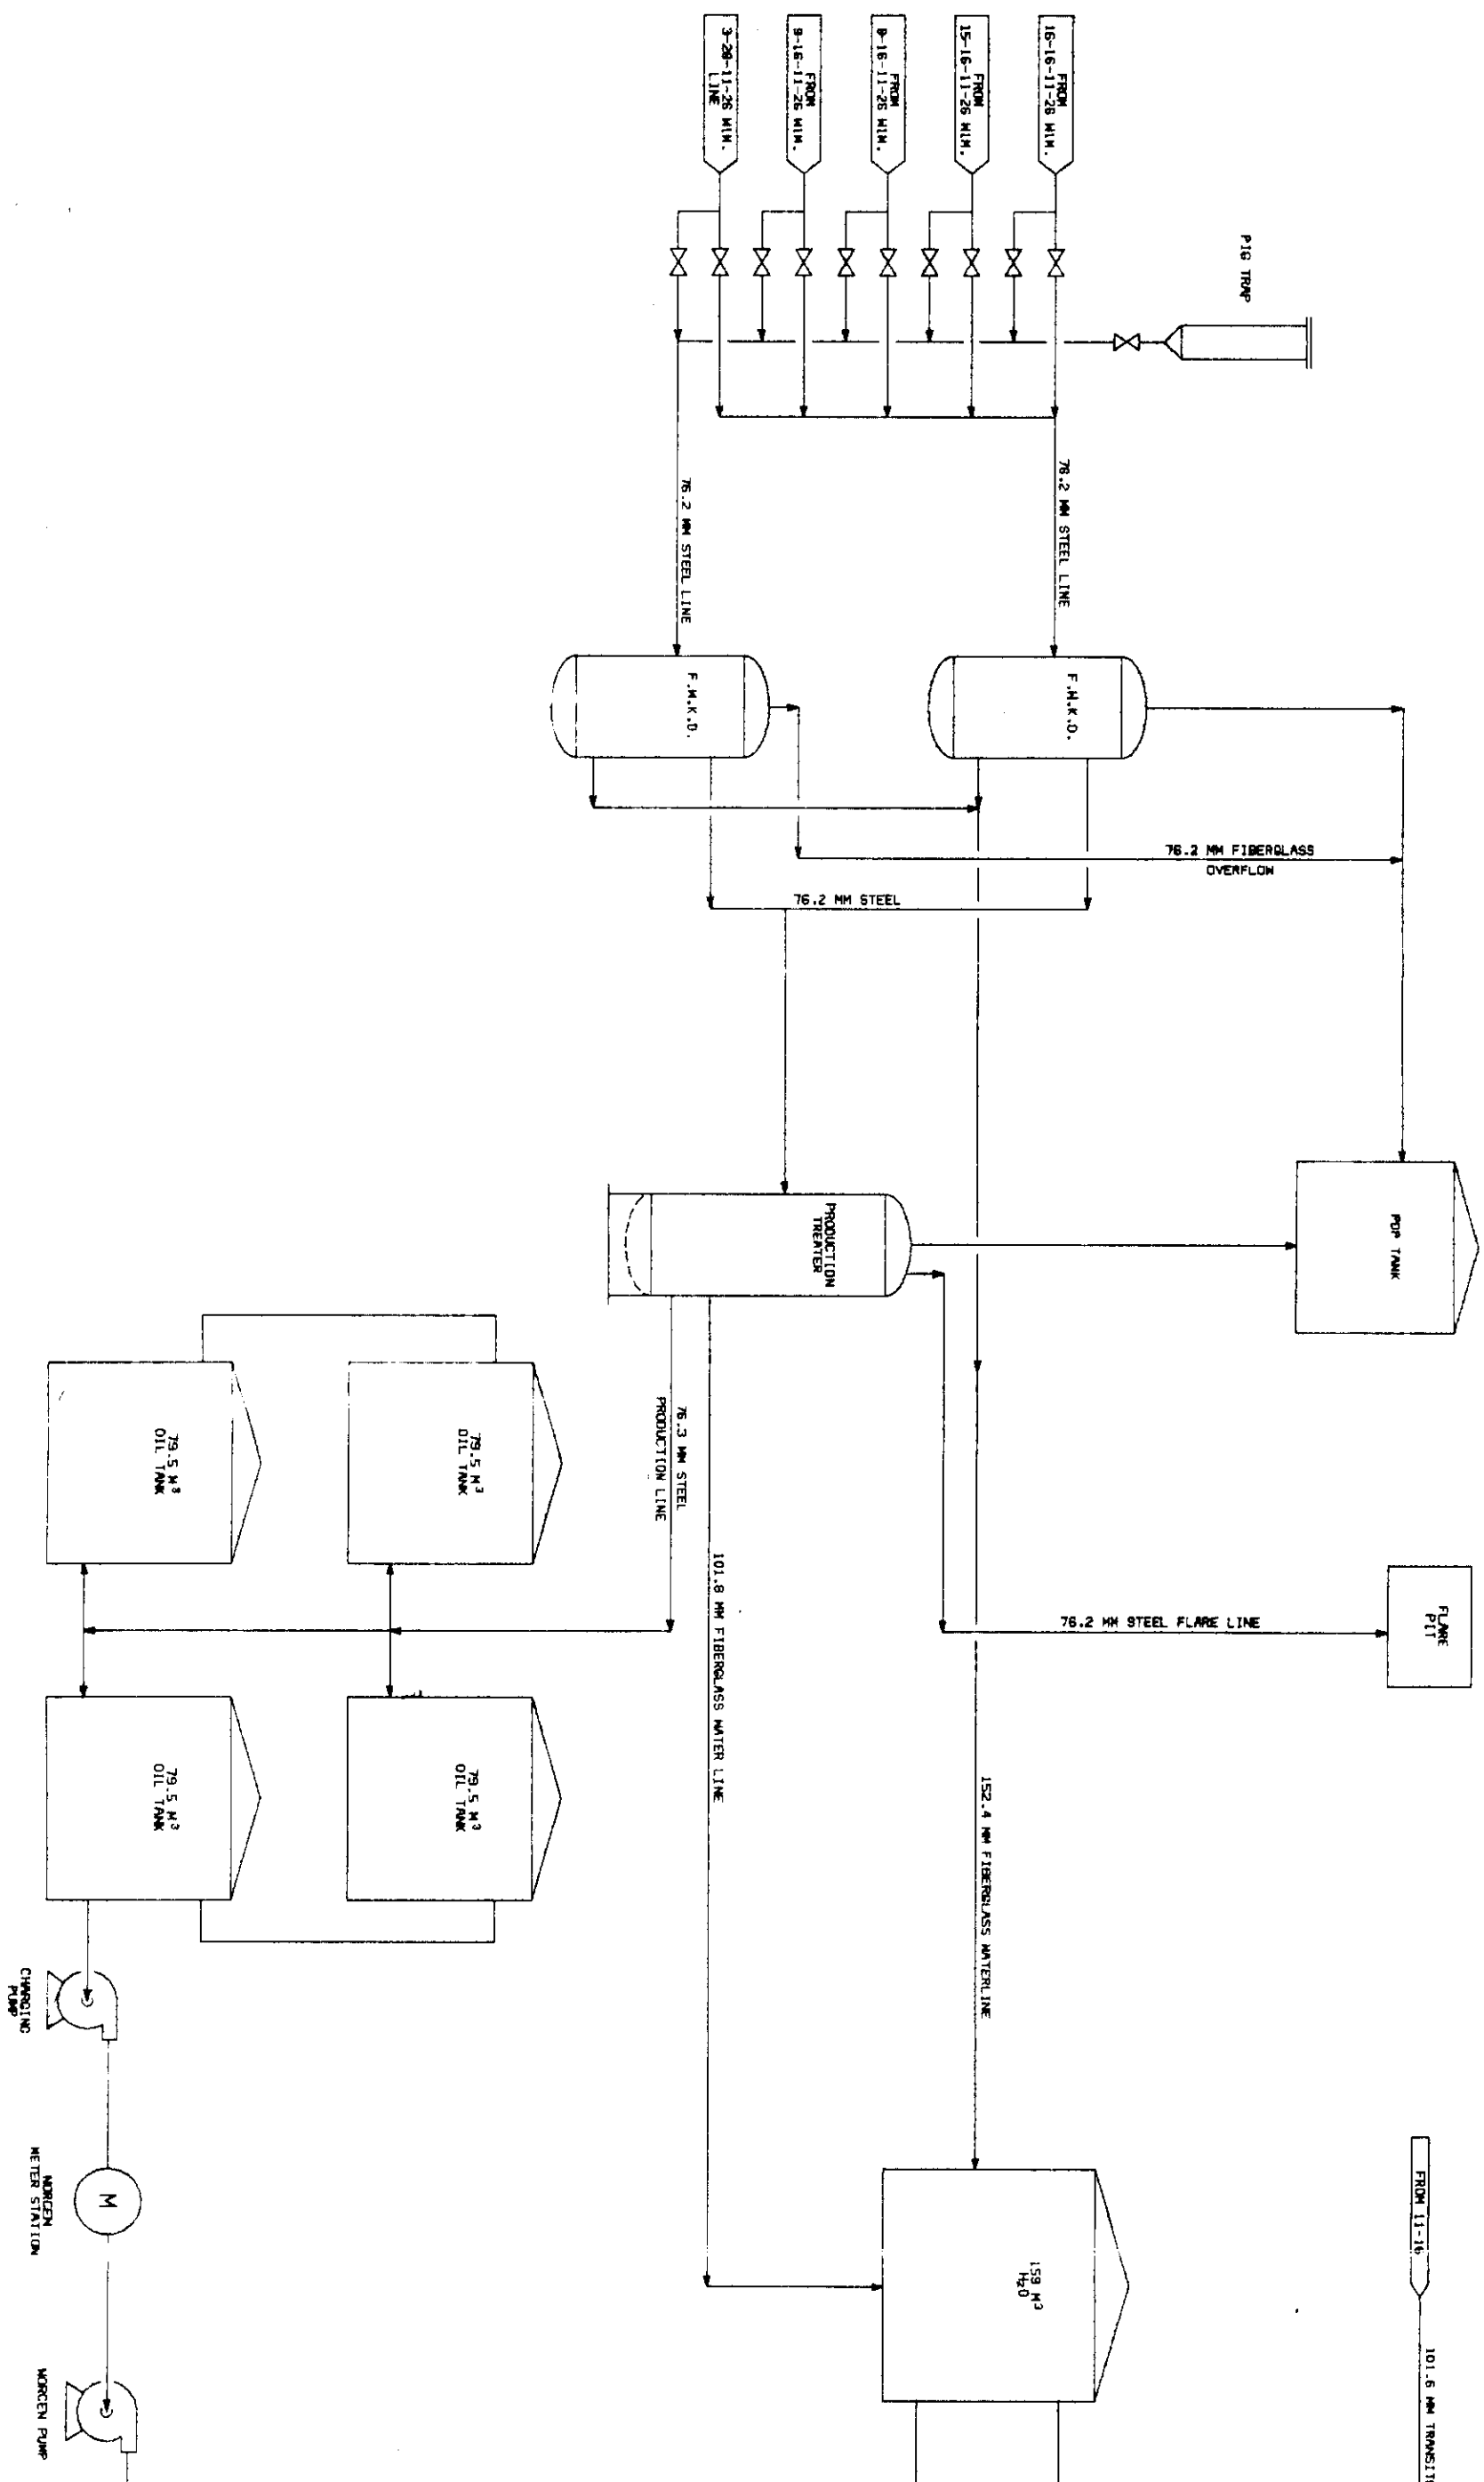 PIG TRAP
FROM
16-16-11-26 W1M.
FROM
15-16-11-26 W1M.
FROM
8-16-11-26 W1M.
FROM
9-16-11-26 W1M.
3-28-11-26 W1M.
LINE
76.2 MM STEEL LINE
76.2 MM STEEL LINE
F.W.K.O.
F.W.K.O.
76.2 MM FIBERGLASS
OVERFLOW
76.2 MM STEEL
POP TANK
PRODUCTION
TREATER
FLARE
PIT
76.2 MM STEEL FLARE LINE
76.3 MM STEEL
PRODUCTION LINE
101.8 MM FIBERGLASS WATER LINE
152.4 MM FIBERGLASS WATERLINE
79.5 M³
OIL TANK
79.5 M³
OIL TANK
79.5 M³
OIL TANK
79.5 M³
OIL TANK
CHARGING
PUMP
M
NORCEN
METER STATION
NORCEN PUMP
159 M³
H₂O
FROM 11-16
101.6 MM TRANSIT